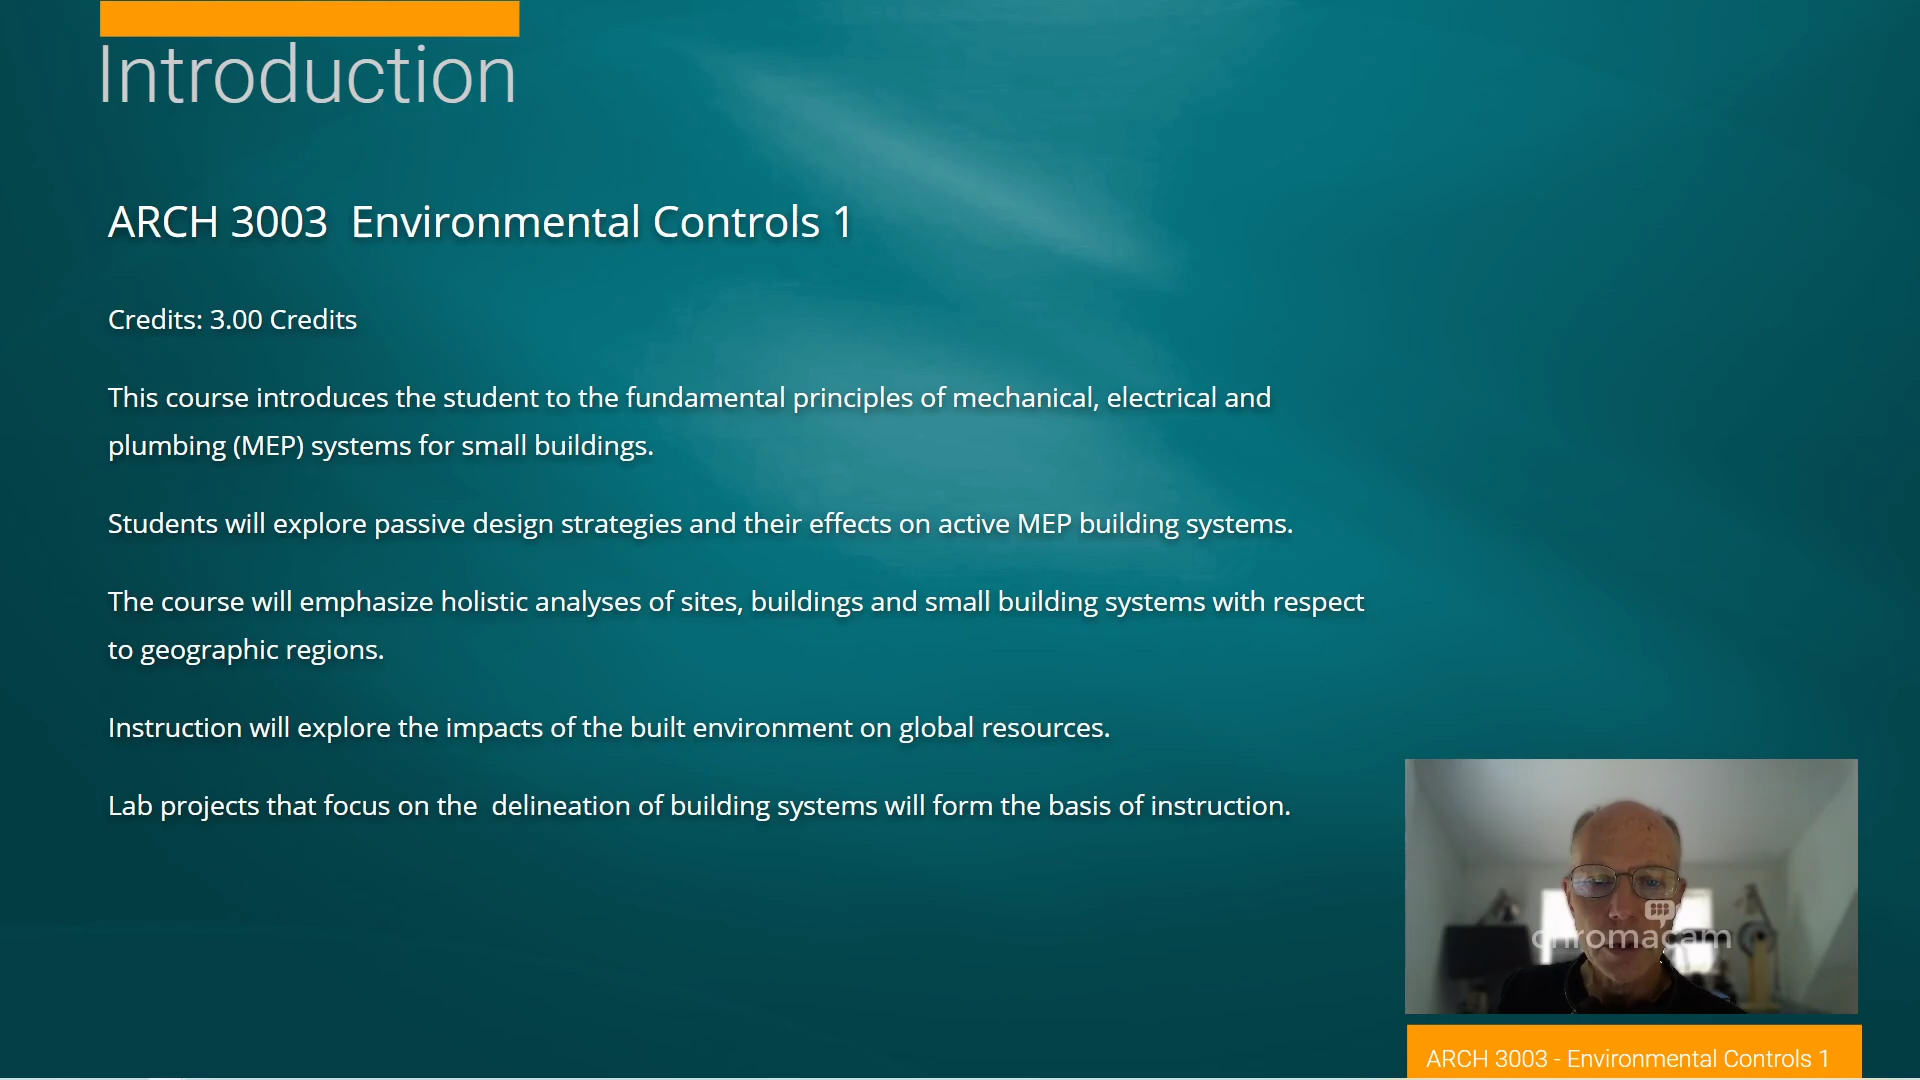 Introduction
ARCH 3003  Environmental Controls 1
Credits: 3.00 Credits
This course introduces the student to the fundamental principles of mechanical, electrical and
plumbing (MEP) systems for small buildings.
Students will explore passive design strategies and their effects on active MEP building systems.
The course will emphasize holistic analyses of sites, buildings and small building systems with respect
to geographic regions.
Instruction will explore the impacts of the built environment on global resources.
Lab projects that focus on the  delineation of building systems will form the basis of instruction.
chromacam
ARCH 3003 - Environmental Controls 1